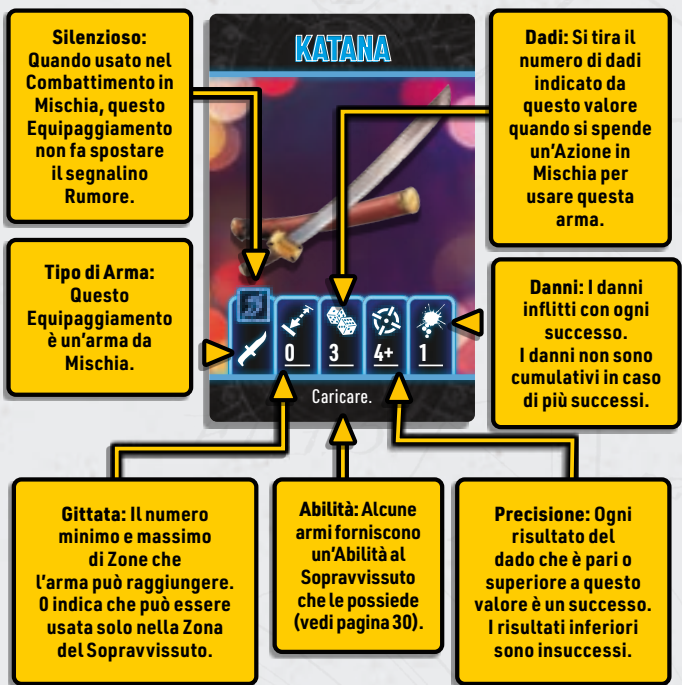 Silenzioso:
Quando usato nel
Combattimento in
Mischia, questo
Equipaggiamento
non fa spostare
il segnalino
Rumore.
Tipo di Arma:
Questo
Equipaggiamento
è un'arma da
Mischia.
KATANA
0 3 4+ 1
Caricare.
Dadi: Si tira il
numero di dadi
indicato da
questo valore
quando si spende
un'Azione in
Mischia per
usare questa
arma.
Danni: I danni
inflitti con ogni
successo.
I danni non sono
cumulativi in caso
di più successi.
Gittata: Il numero
minimo e massimo
di Zone che
l'arma può raggiungere.
0 indica che può essere
usata solo nella Zona
del Sopravvissuto.
Abilità: Alcune
armi forniscono
un'Abilità al
Sopravvissuto
che le possiede
(vedi pagina 30).
Precisione: Ogni
risultato del
dado che è pari o
superiore a questo
valore è un successo.
I risultati inferiori
sono insuccessi.